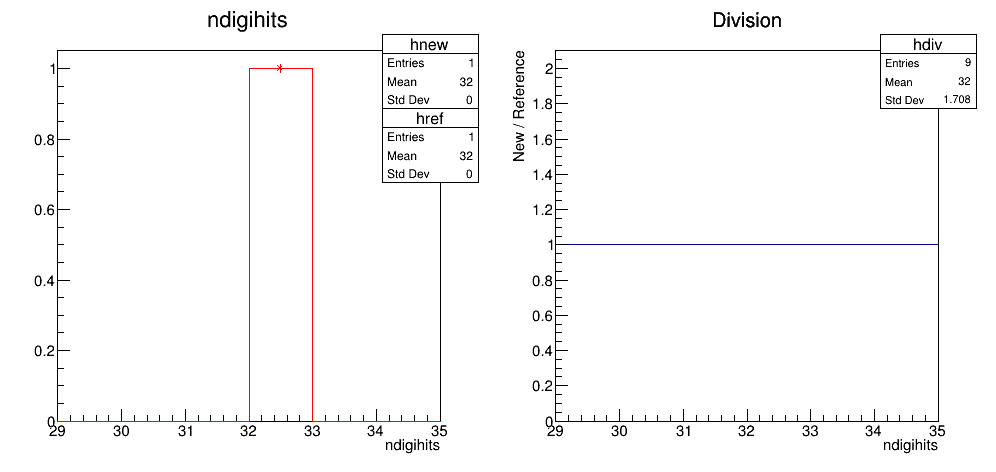 ndigihits
hnew
Entries 1
Mean 32
Std Dev 0
href
Entries 1
Mean 32
Std Dev 0
1
0.8
0.6
0.4
0.2
0
29 30 31 32 33 34 35
ndigihits
Division
hdiv
Entries 9
Mean 32
Std Dev 1.708
New / Reference
2
1.8
1.6
1.4
1.2
1
0.8
0.6
0.4
0.2
0
29 30 31 32 33 34 35
ndigihits